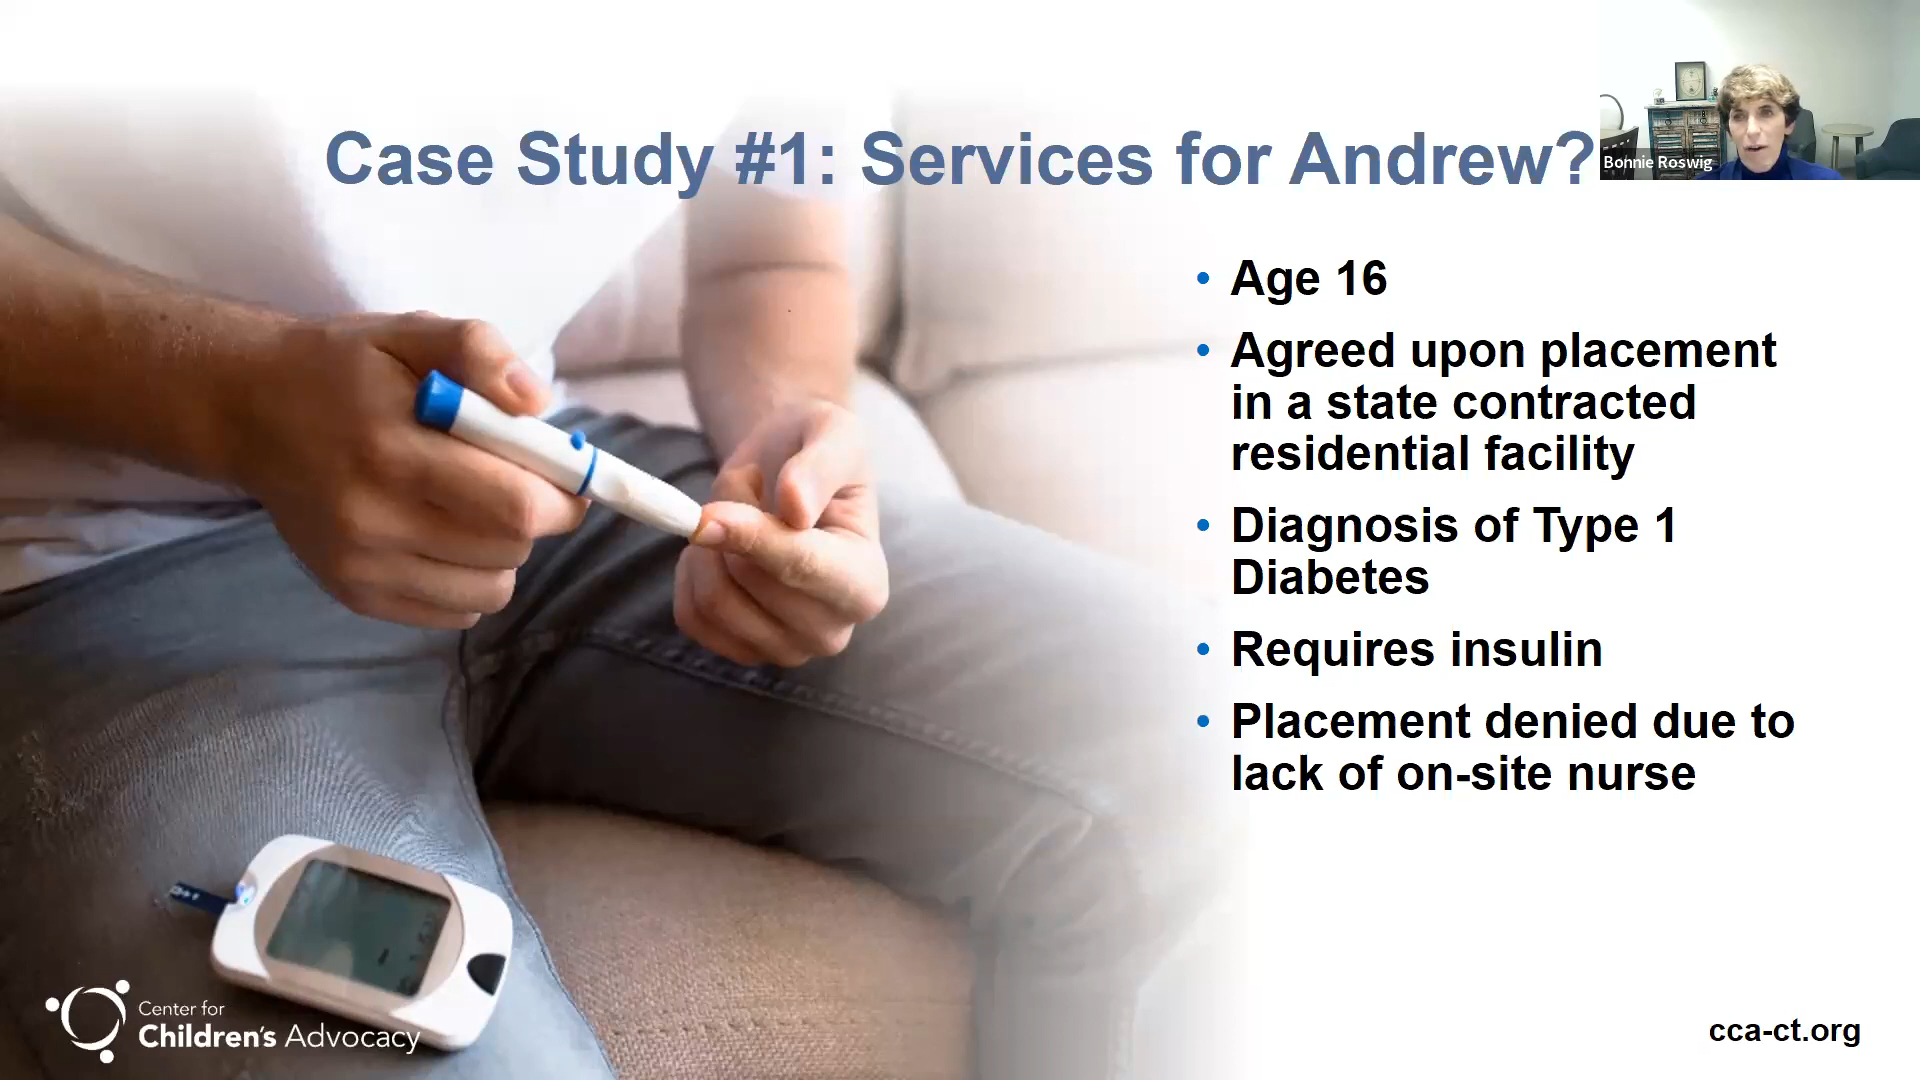 Case Study #1: Services for Andrew?
Bonnie Roswig
• Age 16
• Agreed upon placement
in a state contracted
residential facility
• Diagnosis of Type 1
Diabetes
• Requires insulin
• Placement denied due to
lack of on-site nurse
Center for
Children's Advocacy
cca-ct.org